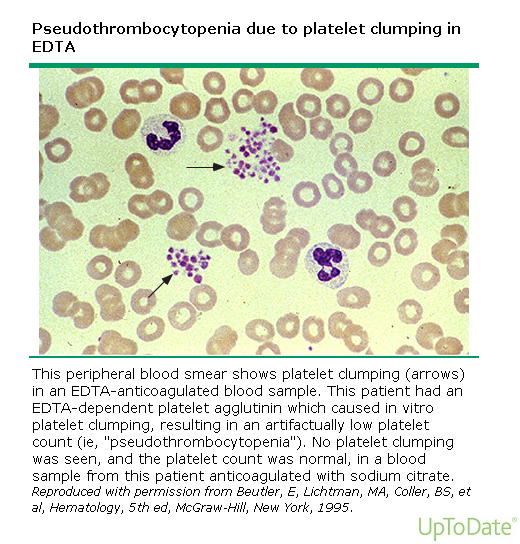 Pseudothrombocytopenia due to platelet clumping in
EDTA
This peripheral blood smear shows platelet clumping (arrows)
in an EDTA-anticoagulated blood sample. This patient had an
EDTA-dependent platelet agglutinin which caused in vitro
platelet clumping, resulting in an artifactually low platelet
count (ie, "pseudothrombocytopenia"). No platelet clumping
was seen, and the platelet count was normal, in a blood
sample from this patient anticoagulated with sodium citrate.
Reproduced with permission from Beutler, E, Lichtman, MA, Coller, BS, et
al, Hematology, 5th ed, McGraw-Hill, New York, 1995.
UpToDate®